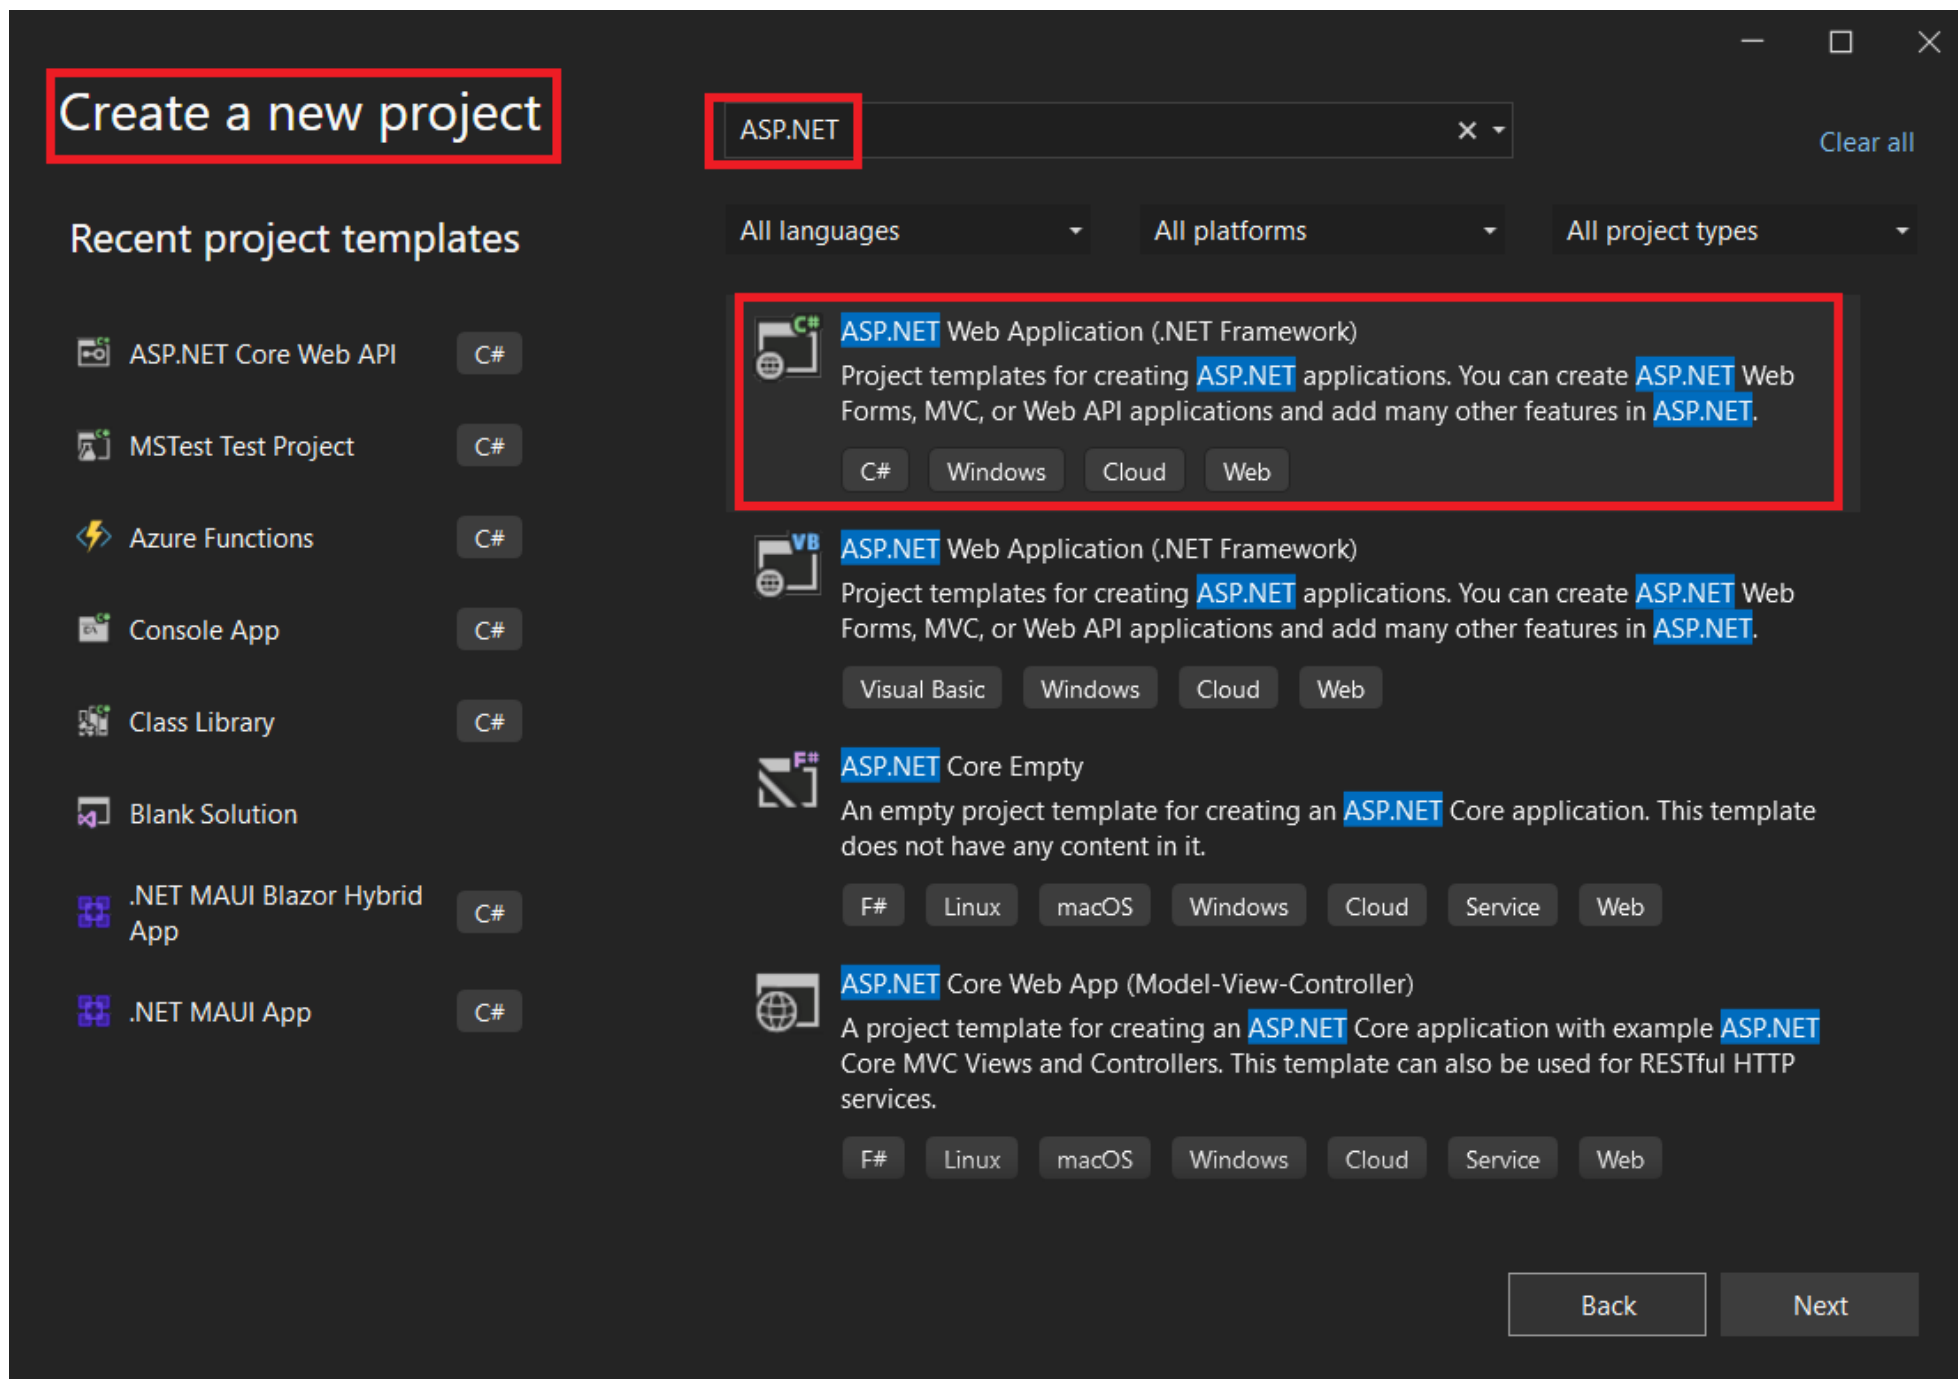 Create a new project
ASP.NET
Clear all
Recent project templates
All languages
All platforms
All project types
ASP.NET Core Web API
C#
MSTest Test Project
C#
Azure Functions
C#
Console App
C#
Class Library
C#
Blank Solution
.NET MAUI Blazor Hybrid
App
C#
.NET MAUI App
C#
C#
ASP.NET Web Application (.NET Framework)
Project templates for creating ASP.NET applications. You can create ASP.NET Web
Forms, MVC, or Web API applications and add many other features in ASP.NET.
C#
Windows
Cloud
Web
VB
ASP.NET Web Application (.NET Framework)
Project templates for creating ASP.NET applications. You can create ASP.NET Web
Forms, MVC, or Web API applications and add many other features in ASP.NET.
Visual Basic
Windows
Cloud
Web
F#
ASP.NET Core Empty
An empty project template for creating an ASP.NET Core application. This template
does not have any content in it.
F#
Linux
macOS
Windows
Cloud
Service
Web
ASP.NET Core Web App (Model-View-Controller)
A project template for creating an ASP.NET Core application with example ASP.NET
Core MVC Views and Controllers. This template can also be used for RESTful HTTP
services.
F#
Linux
macOS
Windows
Cloud
Service
Web
Back
Next